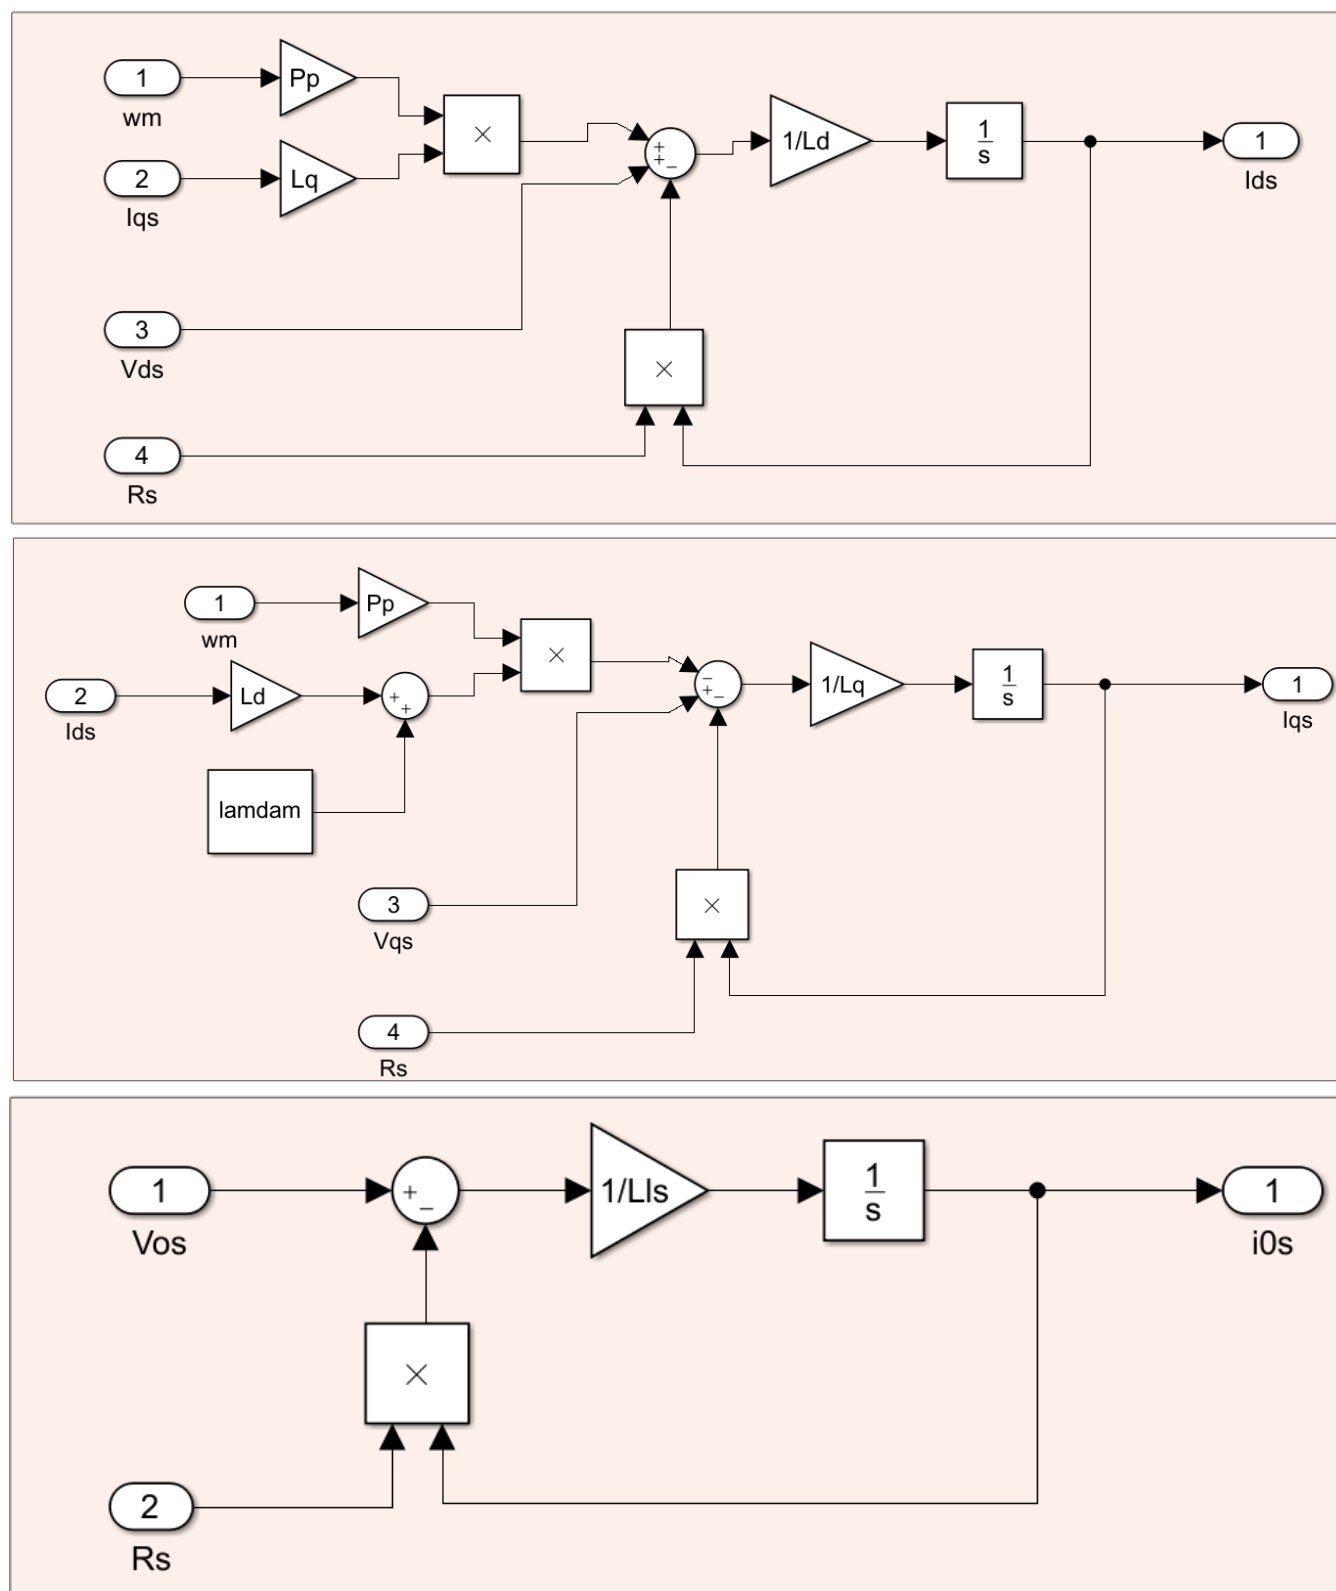 1
wm
Pp
×
2
Iqs
Lq
+
+ −
1/Ld
1
s
1
Ids
3
Vds
×
4
Rs
1
wm
Pp
×
2
Ids
Ld
+
+
−
+ −
1/Lq
1
s
1
Iqs
lamdam
3
Vqs
×
4
Rs
1
Vos
+
−
1/Lls
1
s
1
i0s
×
2
Rs